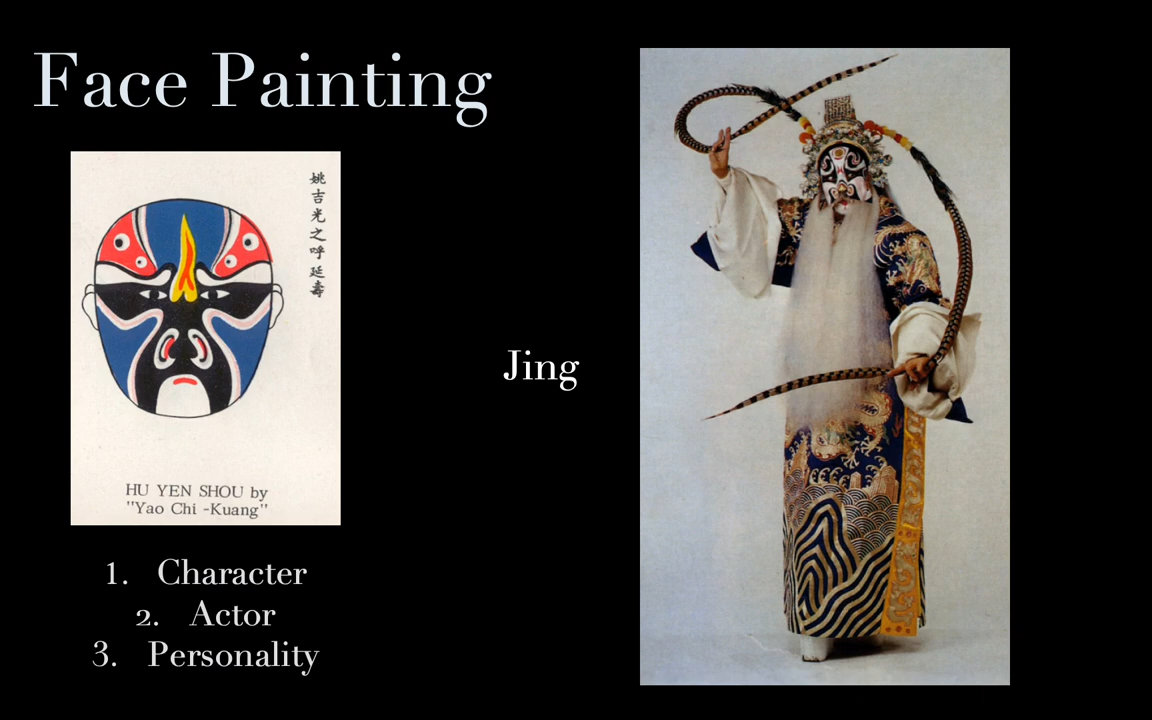 Face Painting
姚吉光之呼延壽
HU YEN SHOU by
"Yao Chi -Kuang"
Jing
1. Character
2. Actor
3. Personality